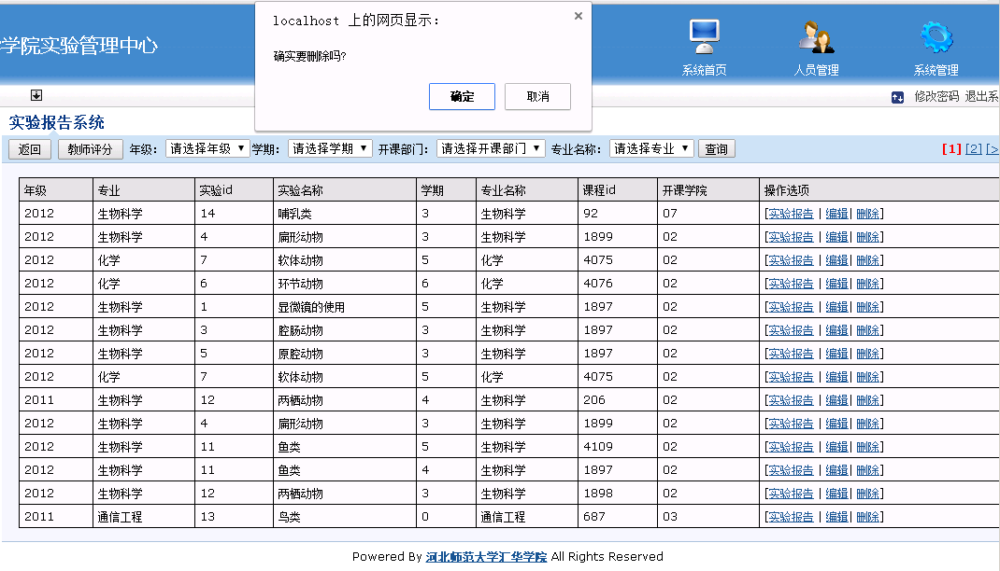 localhost 上的网页显示：
×
确实要删除吗?
确定 取消
学院实验管理中心
系统首页 人员管理 系统管理
修改密码 退出系
实验报告系统
返回 教师评分 年级： 请选择年级 学期： 请选择学期 开课部门： 请选择开课部门 专业名称： 请选择专业 查询 [1] [2] [>
年级 专业 实验id 实验名称 学期 专业名称 课程id 开课学院 操作选项
2012 生物科学 14 哺乳类 3 生物科学 92 07 [实验报告 | 编辑| 删除]
2012 生物科学 4 扁形动物 3 生物科学 1899 02 [实验报告 | 编辑| 删除]
2012 化学 7 软体动物 5 化学 4075 02 [实验报告 | 编辑| 删除]
2012 化学 6 环节动物 6 化学 4076 02 [实验报告 | 编辑| 删除]
2012 生物科学 1 显微镜的使用 5 生物科学 1897 02 [实验报告 | 编辑| 删除]
2012 生物科学 3 腔肠动物 3 生物科学 1897 02 [实验报告 | 编辑| 删除]
2012 生物科学 5 原腔动物 3 生物科学 1897 02 [实验报告 | 编辑| 删除]
2012 化学 7 软体动物 5 化学 4075 02 [实验报告 | 编辑| 删除]
2011 生物科学 12 两栖动物 4 生物科学 206 02 [实验报告 | 编辑| 删除]
2012 生物科学 4 扁形动物 3 生物科学 1899 02 [实验报告 | 编辑| 删除]
2012 生物科学 11 鱼类 5 生物科学 4109 02 [实验报告 | 编辑| 删除]
2012 生物科学 11 鱼类 4 生物科学 1897 02 [实验报告 | 编辑| 删除]
2012 生物科学 12 两栖动物 3 生物科学 1898 02 [实验报告 | 编辑| 删除]
2011 通信工程 13 鸟类 0 通信工程 687 03 [实验报告 | 编辑| 删除]
Powered By 河北师范大学汇华学院 All Rights Reserved